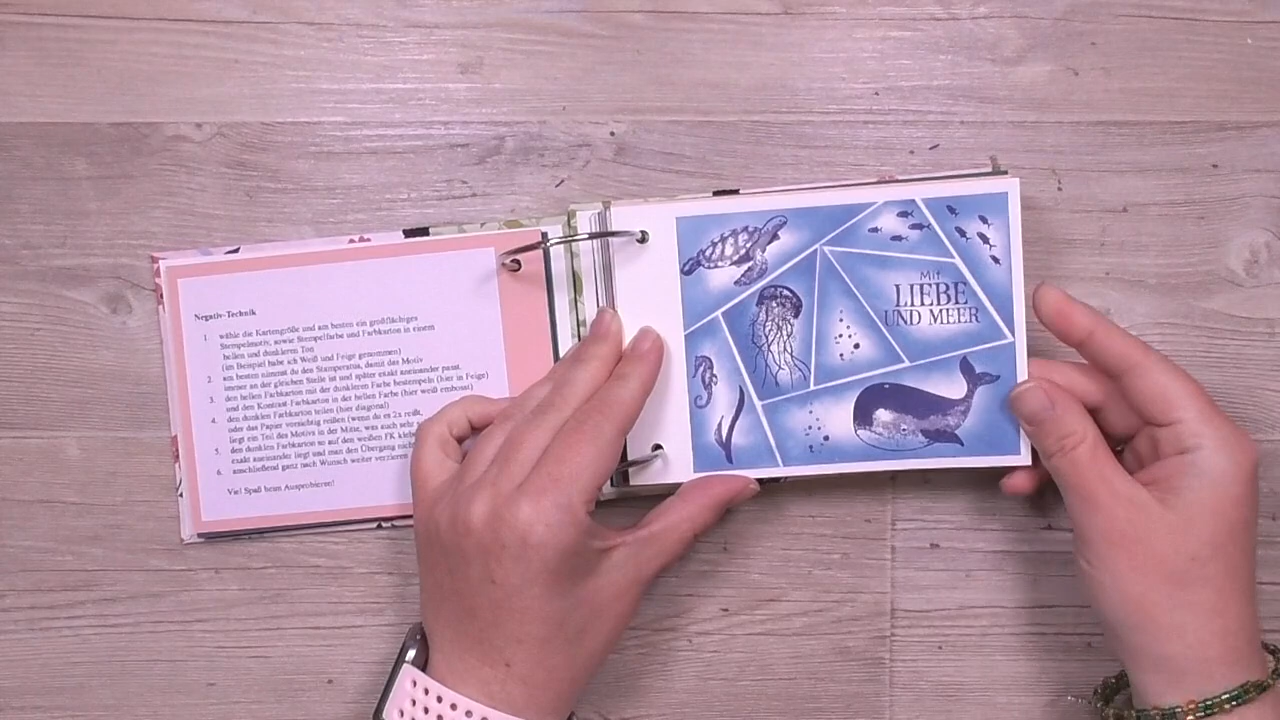 Negativ-Technik
1. wähle die Kartengröße und am besten ein großflächiges
Stempelmotiv, sowie Stempelfarbe und Farbkarton in einem
hellen und dunkleren Ton
(im Beispiel habe ich Weiß und Feige genommen)
2. am besten nimmst du den Stamperatus, damit das Motiv
immer an der gleichen Stelle ist und später exakt aneinander passt.
3. den hellen Farbkarton mit der dunkleren Farbe bestempeln (hier in Feige)
und den Kontrast-Farbkarton in der hellen Farbe (hier weiß embosst)
4. den dunklen Farbkarton teilen (hier diagonal)
oder das Papier vorsichtig reißen (wenn du es 2x reißt,
liegt ein Teil des Motivs in der Mitte, was auch sehr
5. den dunklen Farbkarton so auf den weißen FK
exakt aneinander liegt und man den Übergang
6. anschließend ganz nach Wunsch weiter verzieren
Viel Spaß beim Ausprobieren!
Mit
LIEBE
UND MEER